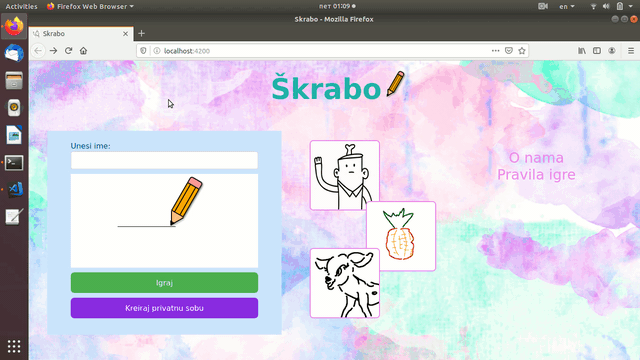 Activities
Firefox Web Browser
пет 01:09
en
Skrabo - Mozilla Firefox
Skrabo
localhost:4200
Škrabo
Unesi ime:
O nama
Pravila igre
Igraj
Kreiraj privatnu sobu